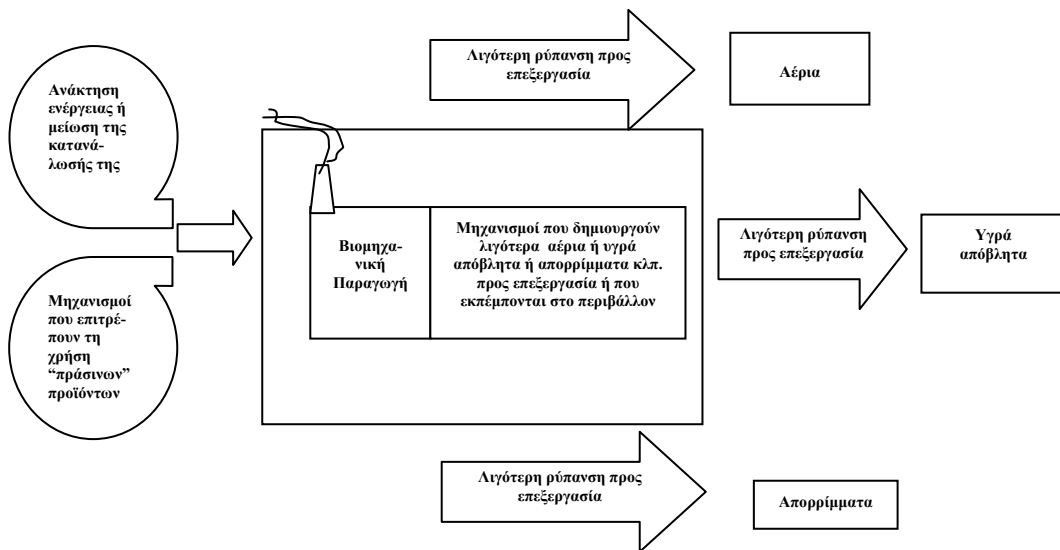 Ανάκτηση
ενέργειας ή
μείωση της
κατανά-
λωσής της
Μηχανισμοί
που επιτρέ-
πουν τη
χρήση
“πράσινων”
προϊόντων
Βιομηχα-
νική
Παραγωγή
Μηχανισμοί που δημιουργούν
λιγότερα αέρια ή υγρά
απόβλητα ή απορρίμματα κλπ.
προς επεξεργασία ή που
εκπέμπονται στο περιβάλλον
Λιγότερη ρύπανση προς
επεξεργασία
Αέρια
Λιγότερη ρύπανση
προς επεξεργασία
Υγρά
απόβλητα
Λιγότερη ρύπανση προς
επεξεργασία
Απορρίμματα